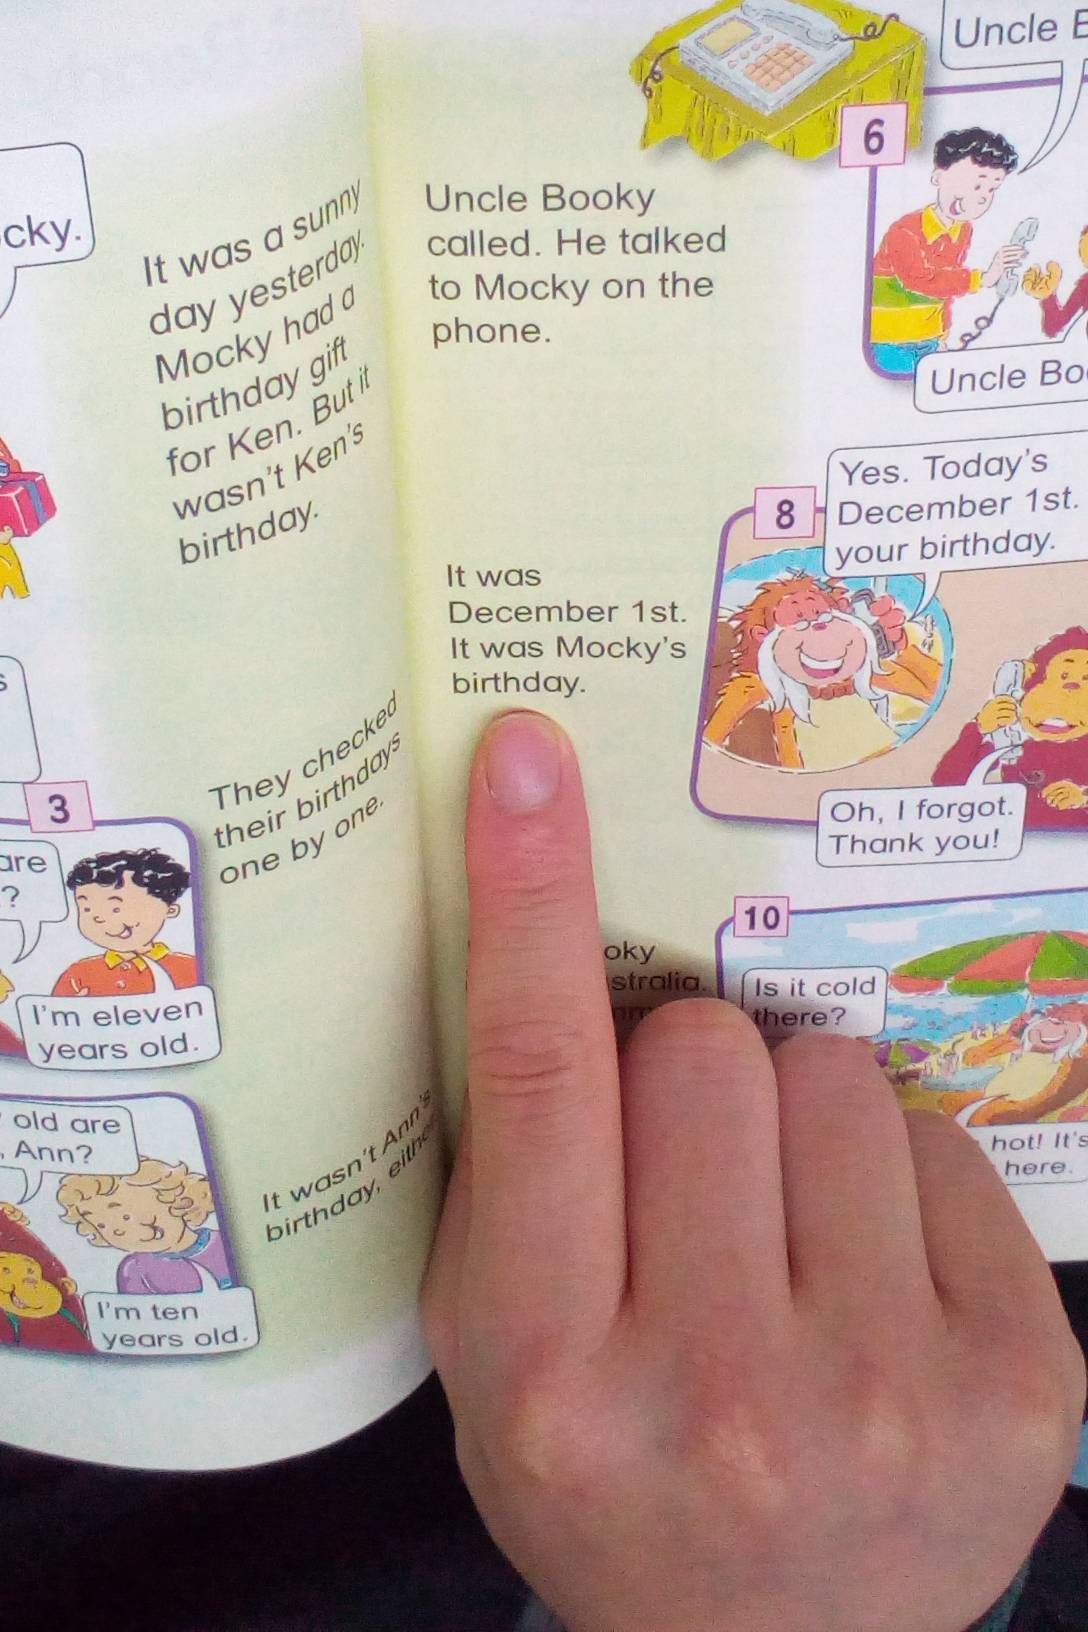 cky.
It was a sunny
day yesterday.
Mocky had a
birthday gift
for Ken. But it
wasn't Ken's
birthday.
They checked
their birthdays
one by one.
3
are
?
I'm eleven
years old.
old are
, Ann?
I'm ten
years old.
It wasn't Ann's
birthday,
Uncle
6
Uncle Booky
called. He talked
to Mocky on the
phone.
Uncle Bo
8
Yes. Today's
December 1st.
your birthday.
It was
December 1st.
It was Mocky's
birthday.
Oh, I forgot.
Thank you!
10
oky
stralia.
Is it cold
there?
hot! It's
here.